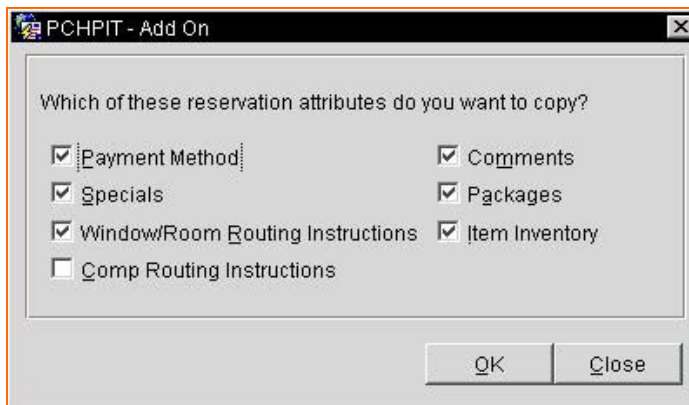 PCHPIT - Add On
Which of these reservation attributes do you want to copy?
Payment Method Comments
Specials Packages
Window/Room Routing Instructions Item Inventory
Comp Routing Instructions
OK Close